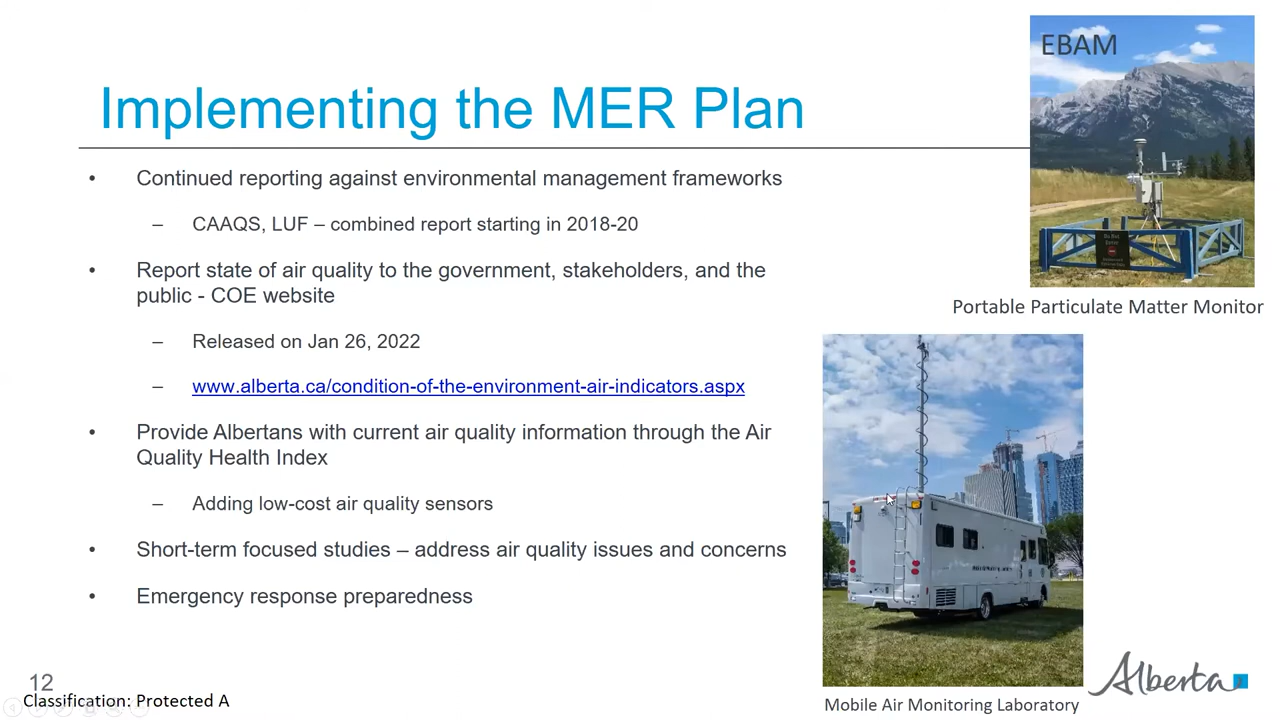 EBAM
Implementing the MER Plan
• Continued reporting against environmental management frameworks
– CAAQS, LUF – combined report starting in 2018-20
• Report state of air quality to the government, stakeholders, and the
public - COE website
– Released on Jan 26, 2022
– www.alberta.ca/condition-of-the-environment-air-indicators.aspx
• Provide Albertans with current air quality information through the Air
Quality Health Index
– Adding low-cost air quality sensors
• Short-term focused studies – address air quality issues and concerns
• Emergency response preparedness
Do Not
Enter
Portable Particulate Matter Monitor
Mobile Air Monitoring Laboratory
Alberta
12
Classification: Protected A